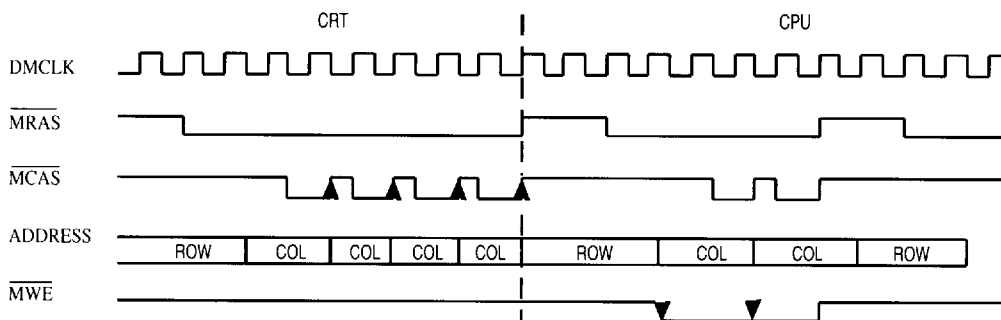 CRT CPU
DMCLK
MRAS
MCAS
ADDRESS ROW COL COL COL COL ROW COL COL ROW
MWE